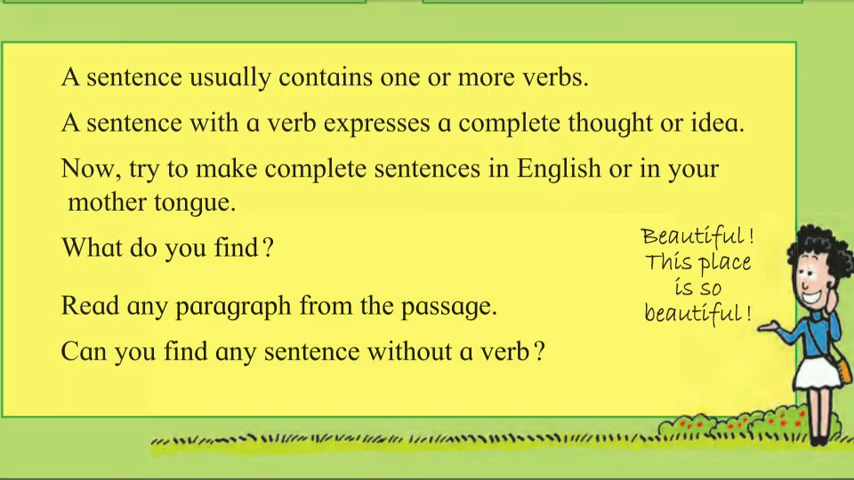 A sentence usually contains one or more verbs.
A sentence with a verb expresses a complete thought or idea.
Now, try to make complete sentences in English or in your
mother tongue.
What do you find?
Read any paragraph from the passage.
Can you find any sentence without a verb?
Beautiful!
This place
is so
beautiful!